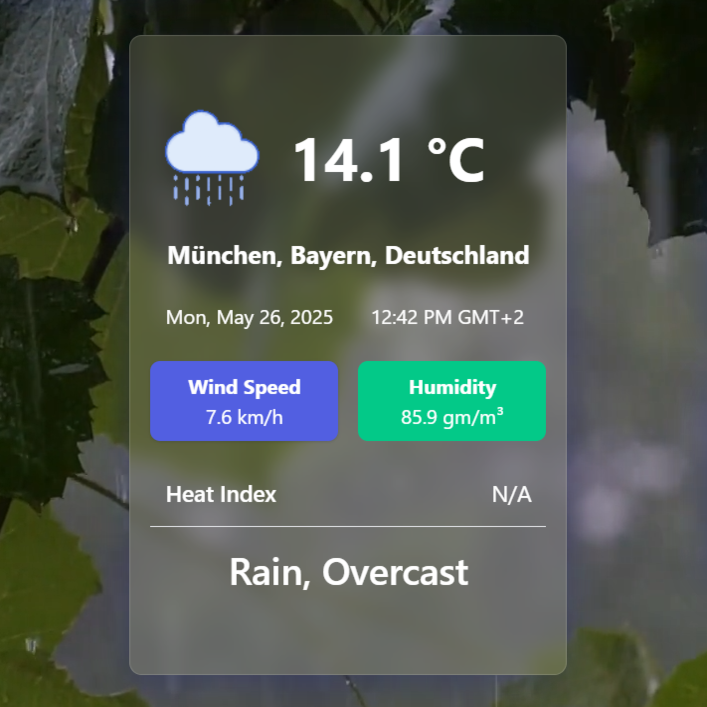 14.1 °C
München, Bayern, Deutschland
Mon, May 26, 2025 12:42 PM GMT+2
Wind Speed Humidity
7.6 km/h 85.9 gm/m³
Heat Index N/A
Rain, Overcast